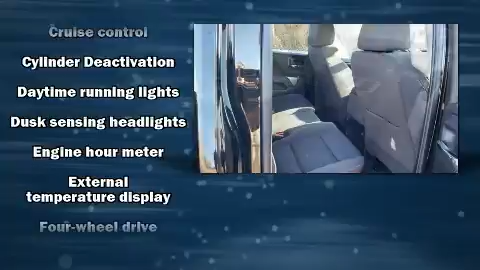 Cruise control
Cylinder Deactivation
Daytime running lights
Dusk sensing headlights
Engine hour meter
External
temperature display
Four-wheel drive